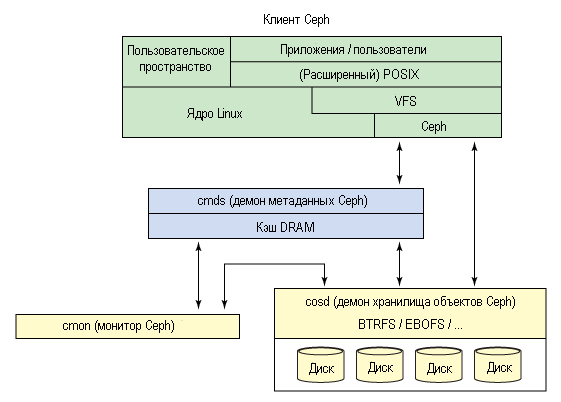 Клиент Ceph
Пользовательское
пространство
Приложения / пользователи
(Расширенный) POSIX
Ядро Linux
VFS
Ceph
cmds (демон метаданных Ceph)
Кэш DRAM
cmon (монитор Ceph)
cosd (демон хранилища объектов Ceph)
BTRFS / EBOFS / ...
Диск Диск Диск Диск